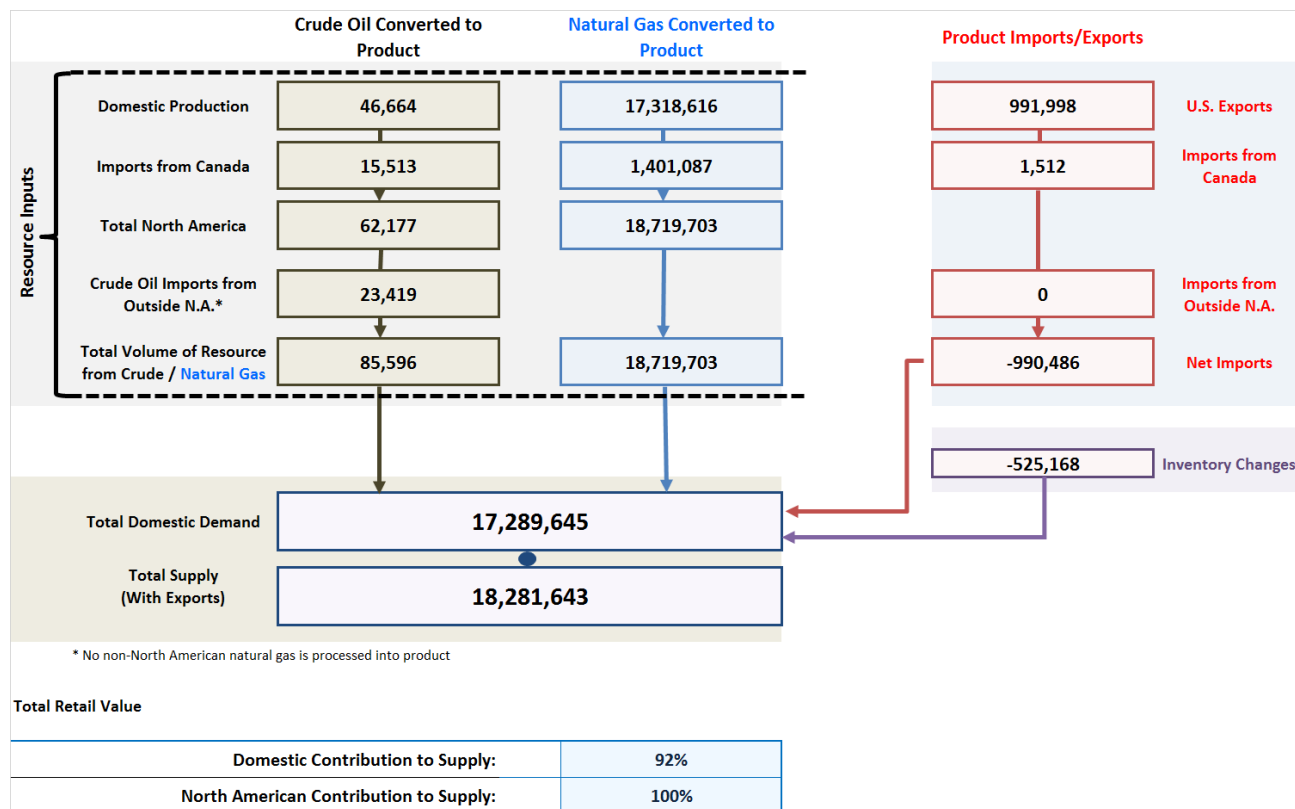 Crude Oil Converted to
Product
Natural Gas Converted to
Product
Product Imports/Exports
Resource Inputs
Domestic Production
46,664
17,318,616
991,998
U.S. Exports
Imports from Canada
15,513
1,401,087
1,512
Imports from
Canada
Total North America
62,177
18,719,703
Crude Oil Imports from
Outside N.A.*
23,419
0
Imports from
Outside N.A.
Total Volume of Resource
from Crude / Natural Gas
85,596
18,719,703
-990,486
Net Imports
-525,168
Inventory Changes
Total Domestic Demand
17,289,645
Total Supply
(With Exports)
18,281,643
* No non-North American natural gas is processed into product
Total Retail Value
Domestic Contribution to Supply:
92%
North American Contribution to Supply:
100%